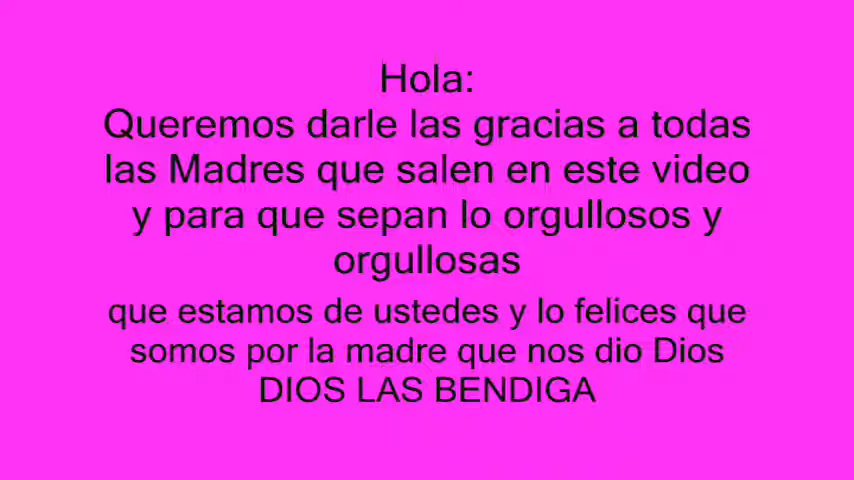 Hola:
Queremos darle las gracias a todas
las Madres que salen en este video
y para que sepan lo orgullosos y
orgullosas
que estamos de ustedes y lo felices que
somos por la madre que nos dio Dios
DIOS LAS BENDIGA